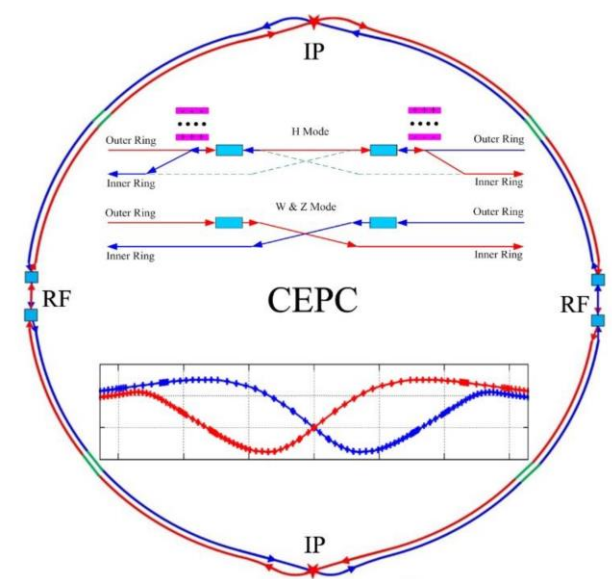 IP
H Mode
Outer Ring
Outer Ring
Inner Ring
Inner Ring
W & Z Mode
Outer Ring
Outer Ring
Inner Ring
Inner Ring
RF
CEPC
RF
IP